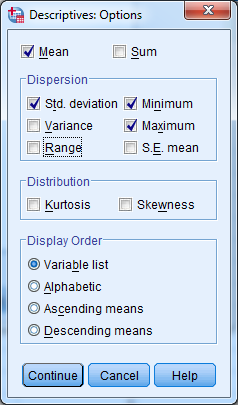 Descriptives: Options
Mean Sum
Dispersion
Std. deviation Minimum
Variance Maximum
Range S.E. mean
Distribution
Kurtosis Skewness
Display Order
Variable list
Alphabetic
Ascending means
Descending means
Continue Cancel Help